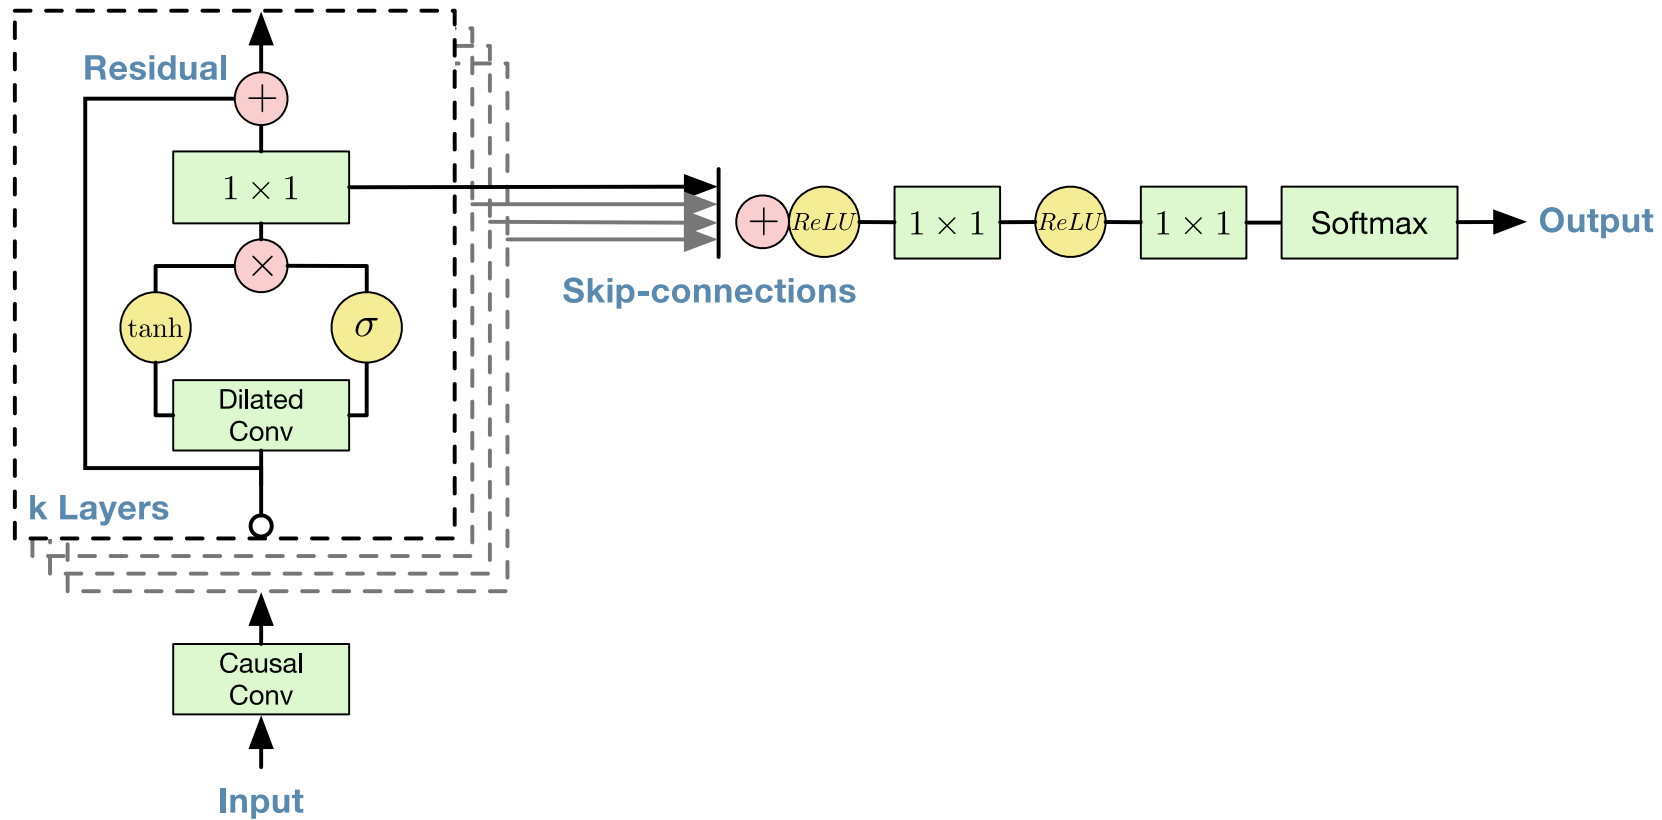 Residual
+
1 × 1
×
tanh
σ
Dilated
Conv
k Layers
Causal
Conv
Input
Skip-connections
+
ReLU
1 × 1
ReLU
1 × 1
Softmax
Output